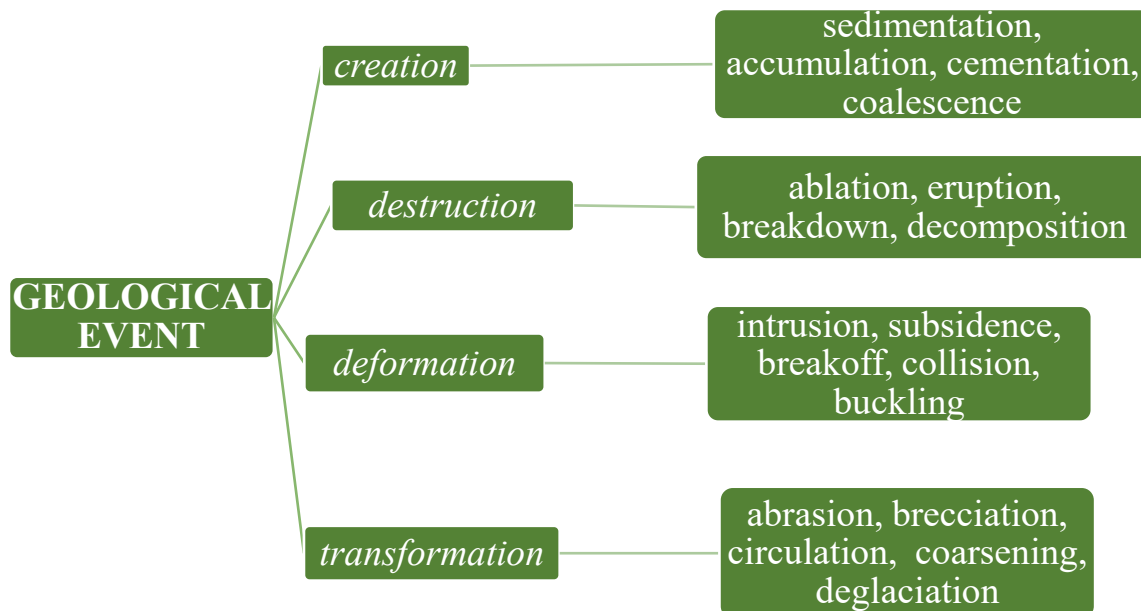 GEOLOGICAL
EVENT
creation
sedimentation,
accumulation, cementation,
coalescence
destruction
ablation, eruption,
breakdown, decomposition
deformation
intrusion, subsidence,
breakoff, collision,
buckling
transformation
abrasion, brecciation,
circulation,  coarsening,
deglaciation